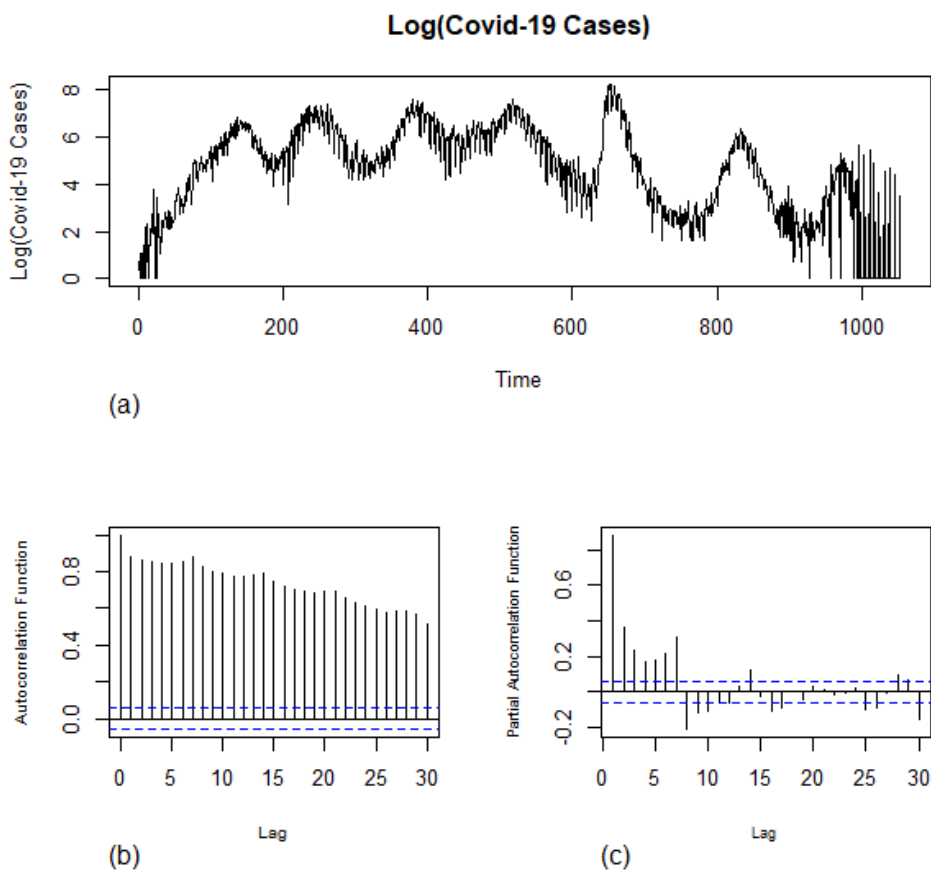 Log(Covid-19 Cases)
Log(Covid-19 Cases)
0 2 4 6 8
0 200 400 600 800 1000
Time
(a)
Autocorrelation Function
0.0 0.4 0.8
0 5 10 15 20 25 30
Lag
(b)
Partial Autocorrelation Function
-0.2 0.2 0.6
0 5 10 15 20 25 30
Lag
(c)